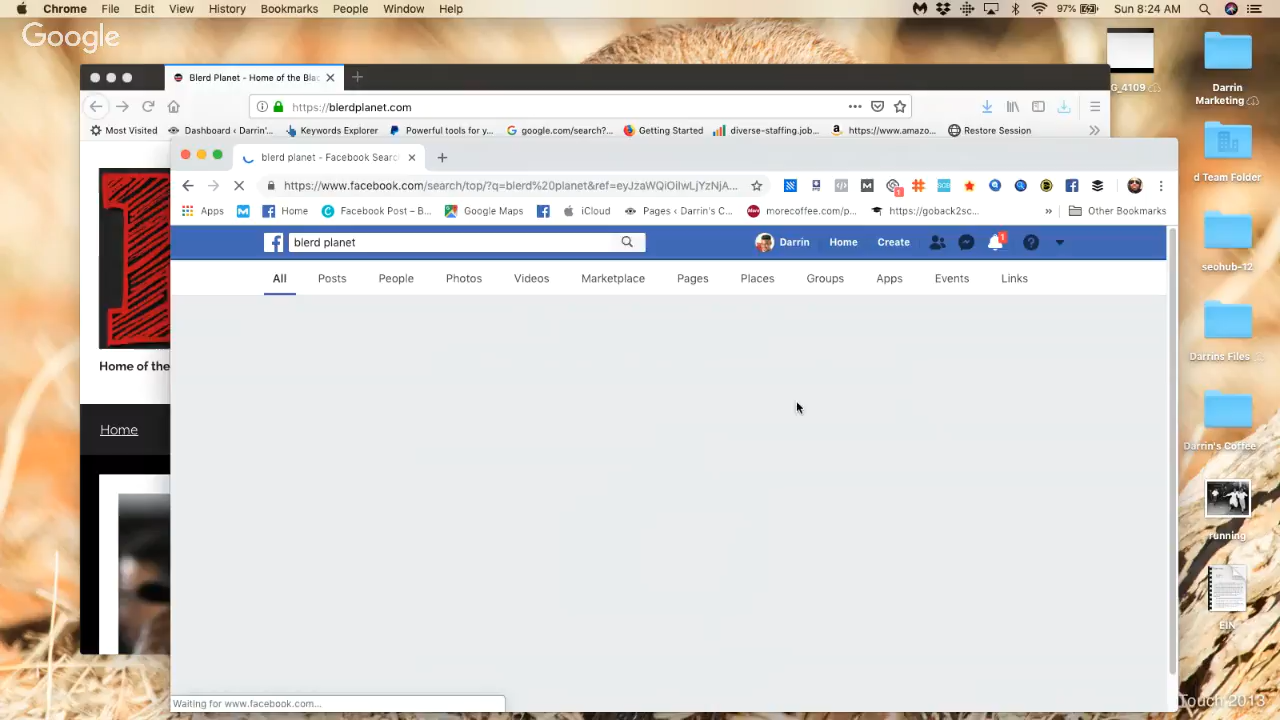 Chrome File Edit View History Bookmarks People Window Help 97% Sun 8:24 AM
Google
Blerd Planet - Home of the Blac
https://blerdplanet.com
Most Visited Dashboard ‹ Darrin'... Keywords Explorer Powerful tools for y... google.com/search?... Getting Started diverse-staffing.job... https://www.amazo... Restore Session
blerd planet - Facebook Searc
https://www.facebook.com/search/top/?q=blerd%20planet&ref=eyJzaWQiOiIwLjYzNjA...
Apps Home Facebook Post – B... Google Maps iCloud Pages ‹ Darrin's C... morecoffee.com/p... https://goback2sc... Other Bookmarks
blerd planet Darrin Home Create 1
All Posts People Photos Videos Marketplace Pages Places Groups Apps Events Links
Home of the
Home
Waiting for www.facebook.com...
G_4109
Darrin
Marketing
d Team Folder
seohub-12
Darrins Files
Darrin's Coffee
running
EIN
Touch 2013